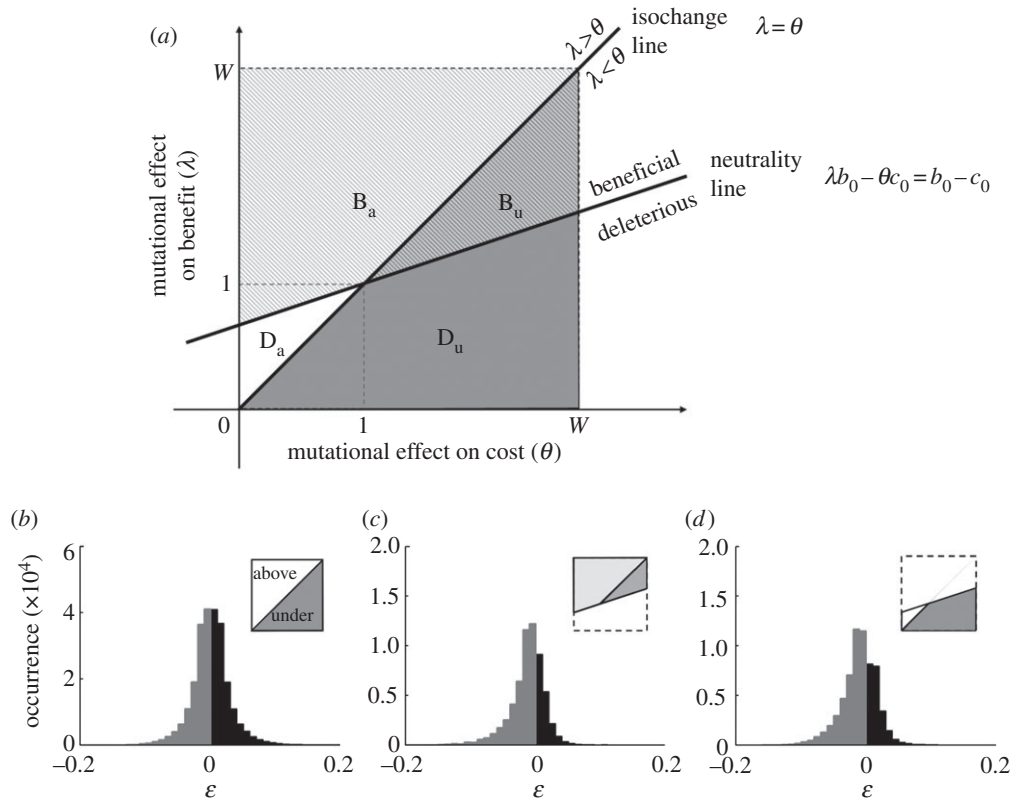 (a)
isochange
line
λ = θ
λ > θ
λ < θ
W
mutational effect
on benefit (λ)
beneficial
deleterious
neutrality
line
λb₀ – θc₀ = b₀ – c₀
Bₐ
Bᵤ
1
Dₐ
Dᵤ
0
1
W
mutational effect on cost (θ)
(b)
(c)
(d)
occurrence (×10⁴)
6
4
2
0
above
under
–0.2
0
0.2
ε
2.0
1.5
1.0
0.5
0
–0.2
0
0.2
ε
2.0
1.5
1.0
0.5
0
–0.2
0
0.2
ε